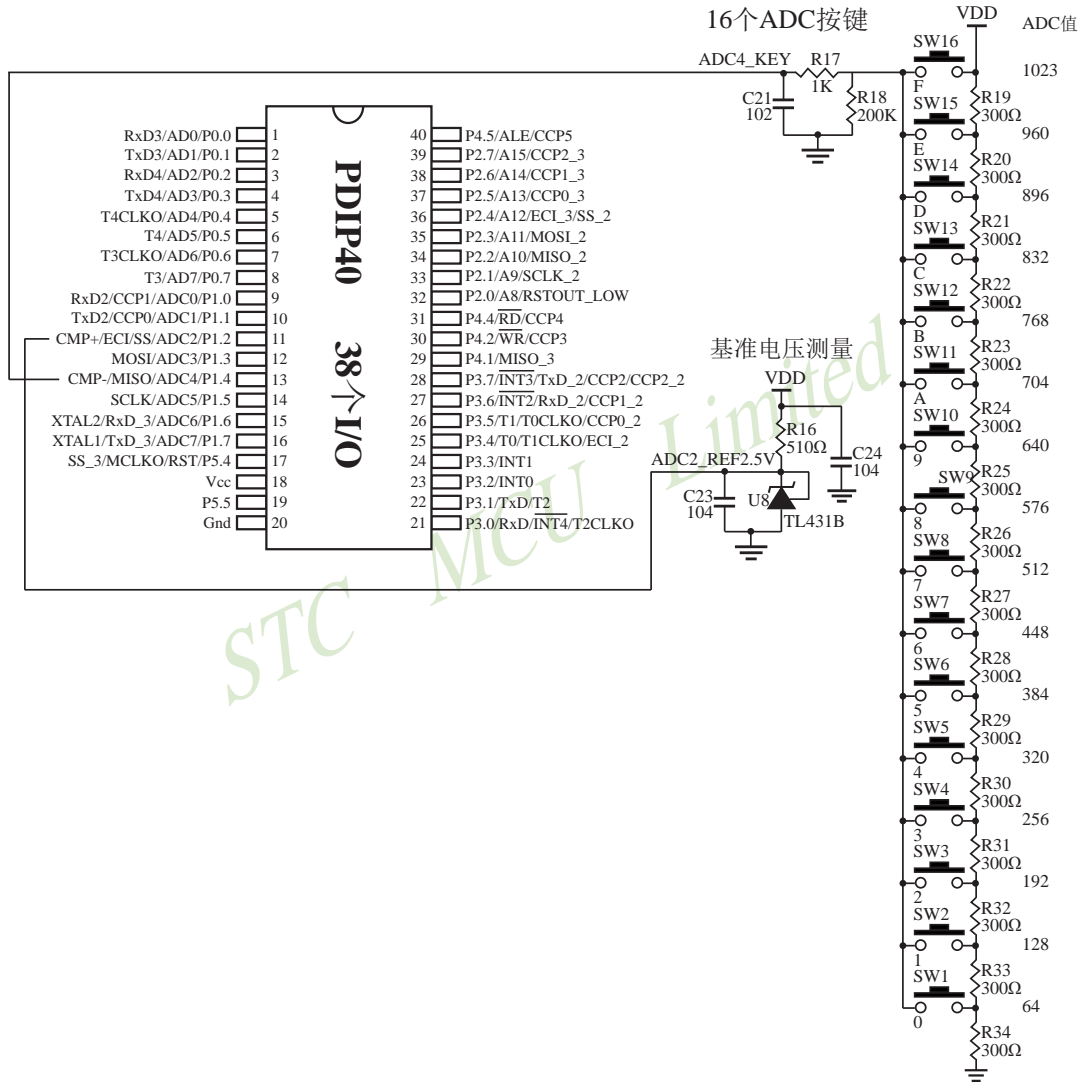 16个ADC按键
VDD
ADC值
ADC4_KEY
R17
1K
C21
102
R18
200K
SW16
F
1023
R19
300Ω
SW15
E
960
R20
300Ω
SW14
D
896
R21
300Ω
SW13
C
832
R22
300Ω
SW12
B
768
R23
300Ω
SW11
A
704
R24
300Ω
SW10
9
640
R25
300Ω
SW9
8
576
R26
300Ω
SW8
7
512
R27
300Ω
SW7
6
448
R28
300Ω
SW6
5
384
R29
300Ω
SW5
4
320
R30
300Ω
SW4
3
256
R31
300Ω
SW3
2
192
R32
300Ω
SW2
1
128
R33
300Ω
SW1
0
64
R34
300Ω
PDIP40 38个I/O
RxD3/AD0/P0.0 1
TxD3/AD1/P0.1 2
RxD4/AD2/P0.2 3
TxD4/AD3/P0.3 4
T4CLKO/AD4/P0.4 5
T4/AD5/P0.5 6
T3CLKO/AD6/P0.6 7
T3/AD7/P0.7 8
RxD2/CCP1/ADC0/P1.0 9
TxD2/CCP0/ADC1/P1.1 10
CMP+/ECI/SS/ADC2/P1.2 11
MOSI/ADC3/P1.3 12
CMP-/MISO/ADC4/P1.4 13
SCLK/ADC5/P1.5 14
XTAL2/RxD_3/ADC6/P1.6 15
XTAL1/TxD_3/ADC7/P1.7 16
SS_3/MCLKO/RST/P5.4 17
Vcc 18
P5.5 19
Gnd 20
40 P4.5/ALE/CCP5
39 P2.7/A15/CCP2_3
38 P2.6/A14/CCP1_3
37 P2.5/A13/CCP0_3
36 P2.4/A12/ECI_3/SS_2
35 P2.3/A11/MOSI_2
34 P2.2/A10/MISO_2
33 P2.1/A9/SCLK_2
32 P2.0/A8/RSTOUT_LOW
31 P4.4/RD/CCP4
30 P4.2/WR/CCP3
29 P4.1/MISO_3
28 P3.7/INT3/TxD_2/CCP2/CCP2_2
27 P3.6/INT2/RxD_2/CCP1_2
26 P3.5/T1/T0CLKO/CCP0_2
25 P3.4/T0/T1CLKO/ECI_2
24 P3.3/INT1
23 P3.2/INT0
22 P3.1/TxD/T2
21 P3.0/RxD/INT4/T2CLKO
基准电压测量
VDD
R16
510Ω
ADC2_REF2.5V
C24
104
C23
104
U8
TL431B
STC MCU Limited